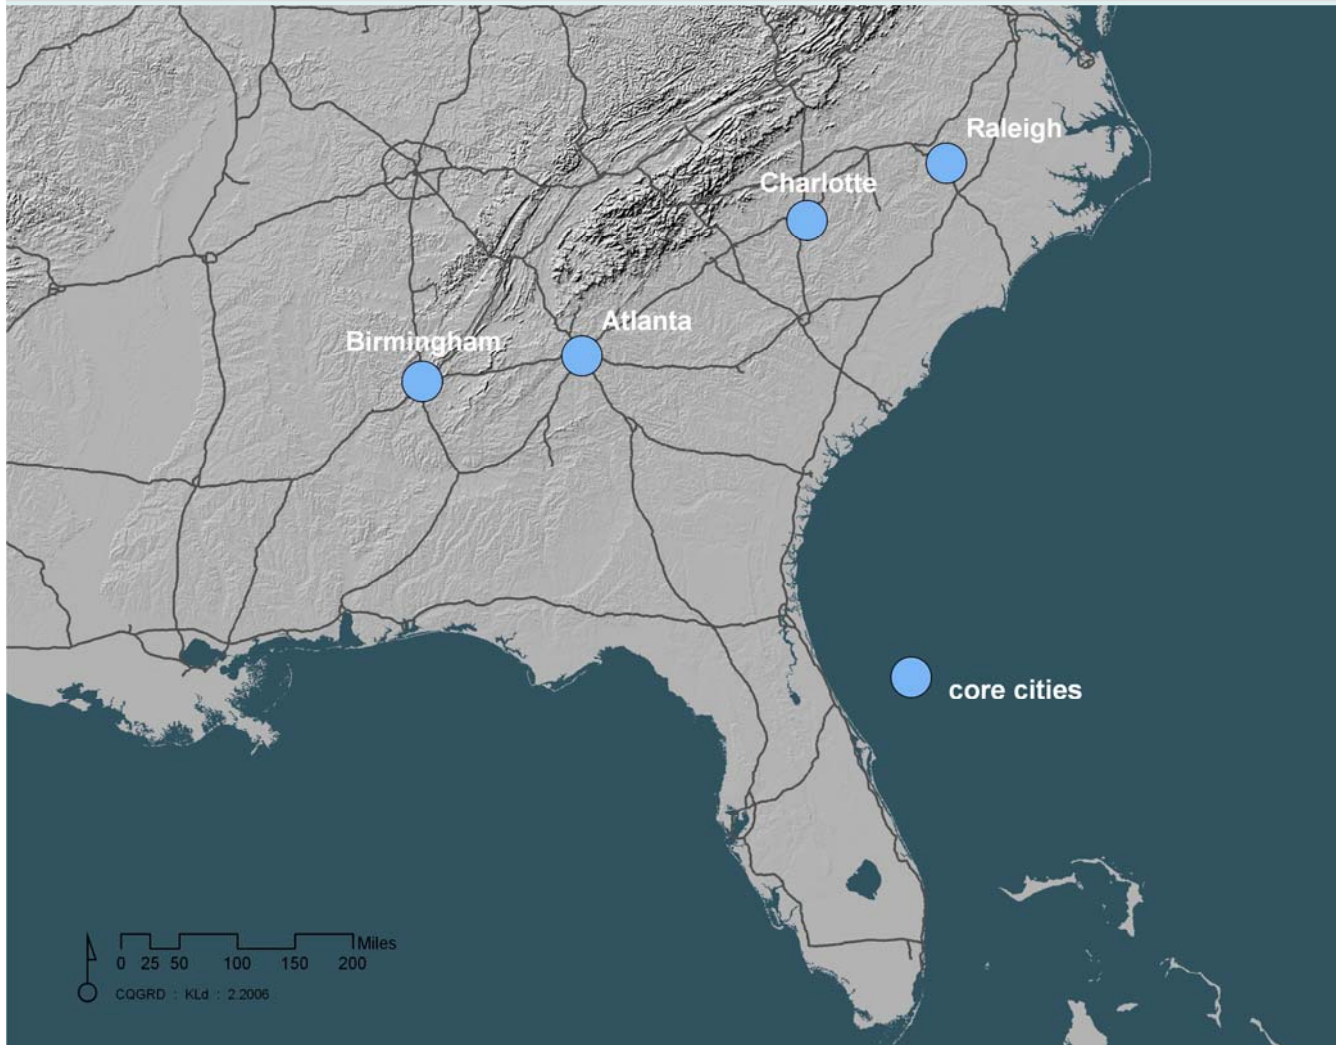 Raleigh
Charlotte
Atlanta
Birmingham
core cities
Miles
0 25 50 100 150 200
CQGRD : KLd : 2.2006